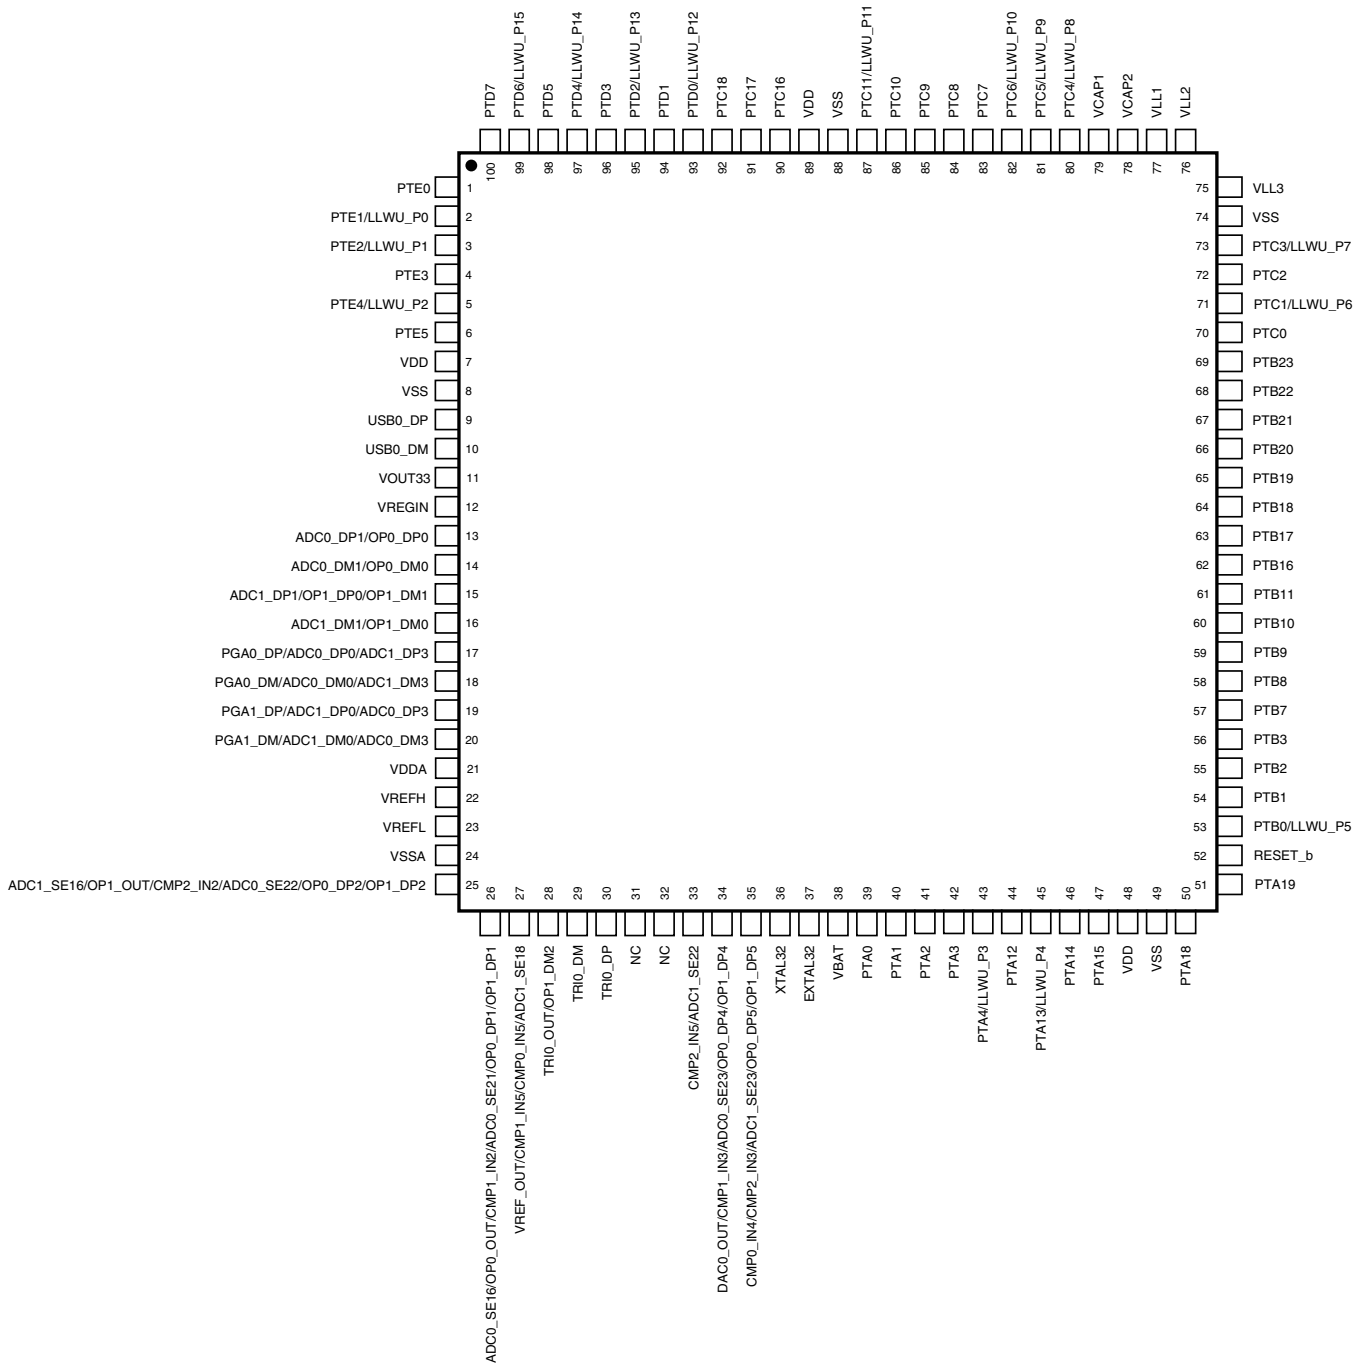 PTD7
PTD6/LLWU_P15
PTD5
PTD4/LLWU_P14
PTD3
PTD2/LLWU_P13
PTD1
PTD0/LLWU_P12
PTC18
PTC17
PTC16
VDD
VSS
PTC11/LLWU_P11
PTC10
PTC9
PTC8
PTC7
PTC6/LLWU_P10
PTC5/LLWU_P9
PTC4/LLWU_P8
VCAP1
VCAP2
VLL1
VLL2
100
99
98
97
96
95
94
93
92
91
90
89
88
87
86
85
84
83
82
81
80
79
78
77
76
PTE0 1
PTE1/LLWU_P0 2
PTE2/LLWU_P1 3
PTE3 4
PTE4/LLWU_P2 5
PTE5 6
VDD 7
VSS 8
USB0_DP 9
USB0_DM 10
VOUT33 11
VREGIN 12
ADC0_DP1/OP0_DP0 13
ADC0_DM1/OP0_DM0 14
ADC1_DP1/OP1_DP0/OP1_DM1 15
ADC1_DM1/OP1_DM0 16
PGA0_DP/ADC0_DP0/ADC1_DP3 17
PGA0_DM/ADC0_DM0/ADC1_DM3 18
PGA1_DP/ADC1_DP0/ADC0_DP3 19
PGA1_DM/ADC1_DM0/ADC0_DM3 20
VDDA 21
VREFH 22
VREFL 23
VSSA 24
ADC1_SE16/OP1_OUT/CMP2_IN2/ADC0_SE22/OP0_DP2/OP1_DP2 25
75 VLL3
74 VSS
73 PTC3/LLWU_P7
72 PTC2
71 PTC1/LLWU_P6
70 PTC0
69 PTB23
68 PTB22
67 PTB21
66 PTB20
65 PTB19
64 PTB18
63 PTB17
62 PTB16
61 PTB11
60 PTB10
59 PTB9
58 PTB8
57 PTB7
56 PTB3
55 PTB2
54 PTB1
53 PTB0/LLWU_P5
52 RESET_b
51 PTA19
26
27
28
29
30
31
32
33
34
35
36
37
38
39
40
41
42
43
44
45
46
47
48
49
50
ADC0_SE16/OP0_OUT/CMP1_IN2/ADC0_SE21/OP0_DP1/OP1_DP1
VREF_OUT/CMP1_IN5/CMP0_IN5/ADC1_SE18
TRI0_OUT/OP1_DM2
TRI0_DM
TRI0_DP
NC
NC
CMP2_IN5/ADC1_SE22
DAC0_OUT/CMP1_IN3/ADC0_SE23/OP0_DP4/OP1_DP4
CMP0_IN4/CMP2_IN3/ADC1_SE23/OP0_DP5/OP1_DP5
XTAL32
EXTAL32
VBAT
PTA0
PTA1
PTA2
PTA3
PTA4/LLWU_P3
PTA12
PTA13/LLWU_P4
PTA14
PTA15
VDD
VSS
PTA18